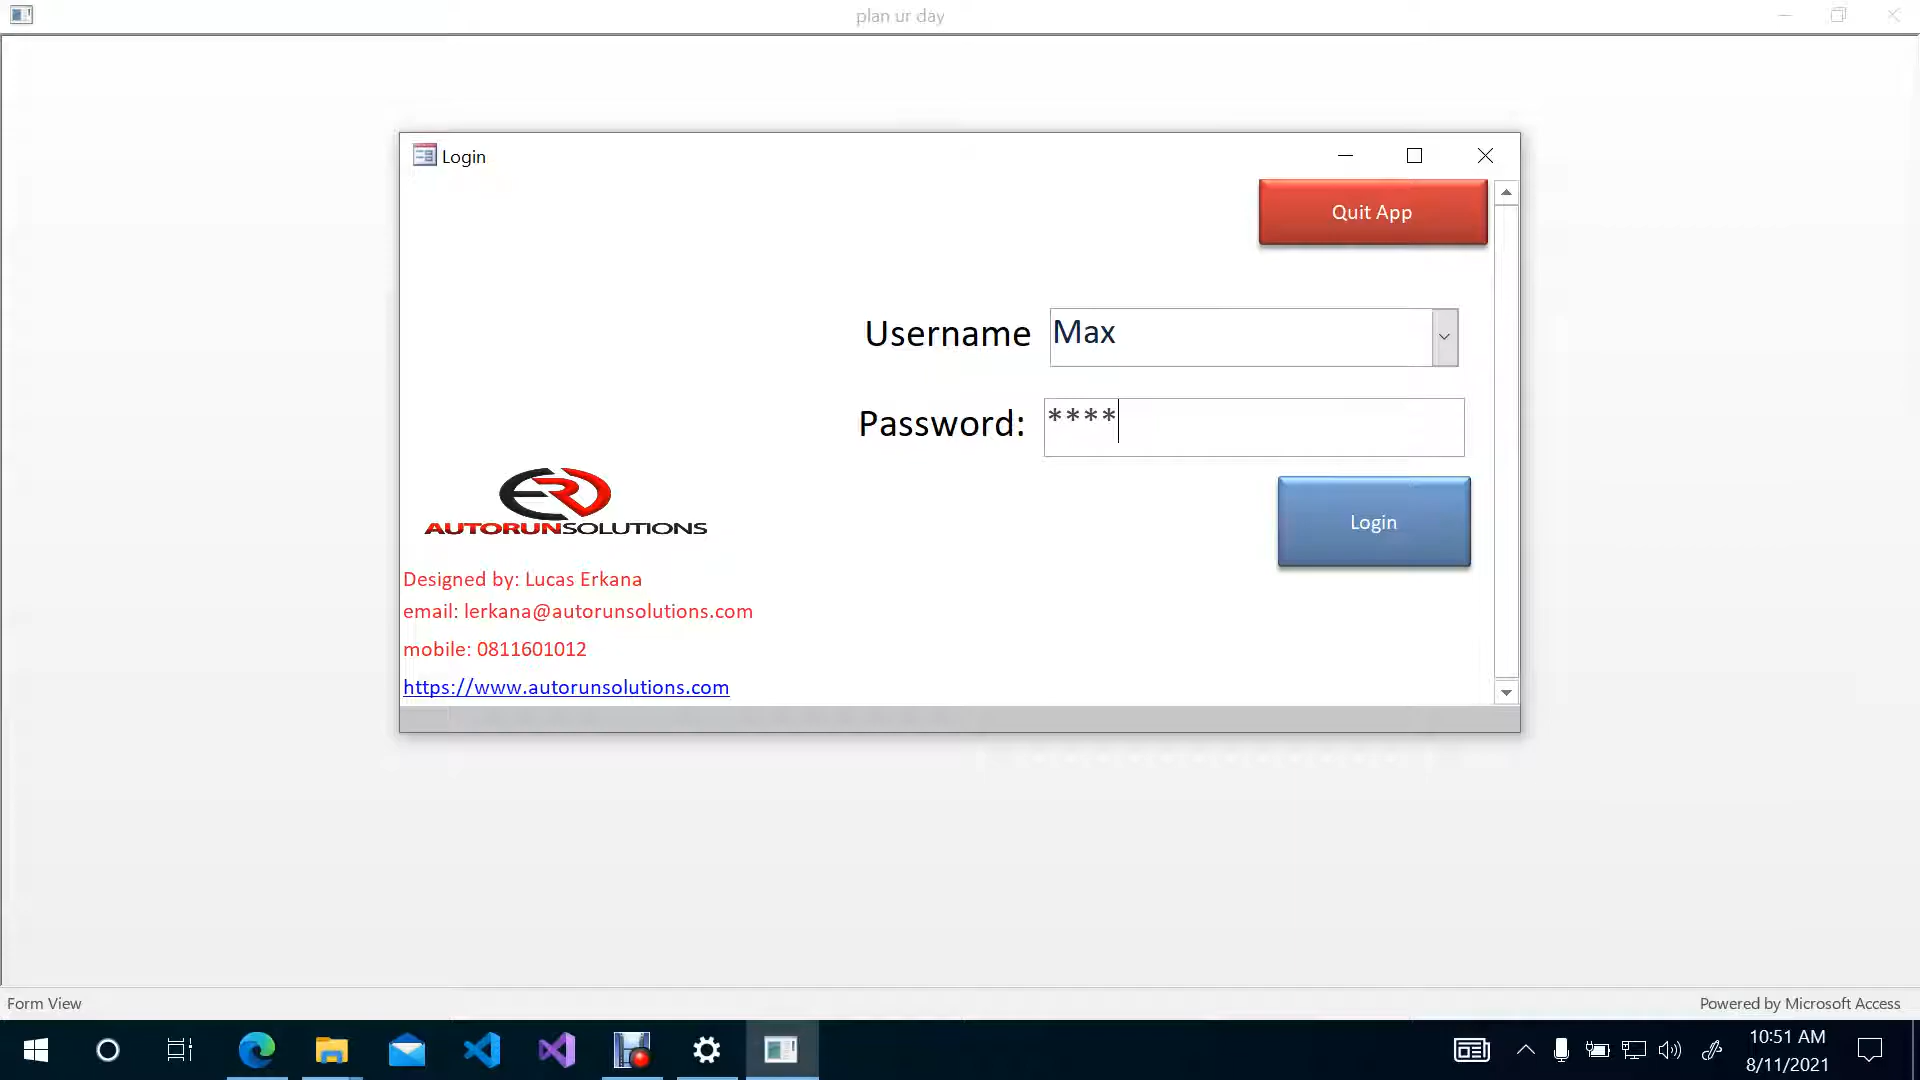 plan ur day
Login
Quit App
Username
Max
Password:
****
Login
ERD
AUTORUNSOLUTIONS
Designed by: Lucas Erkana
email: lerkana@autorunsolutions.com
mobile: 0811601012
https://www.autorunsolutions.com
Form View
Powered by Microsoft Access
10:51 AM
8/11/2021